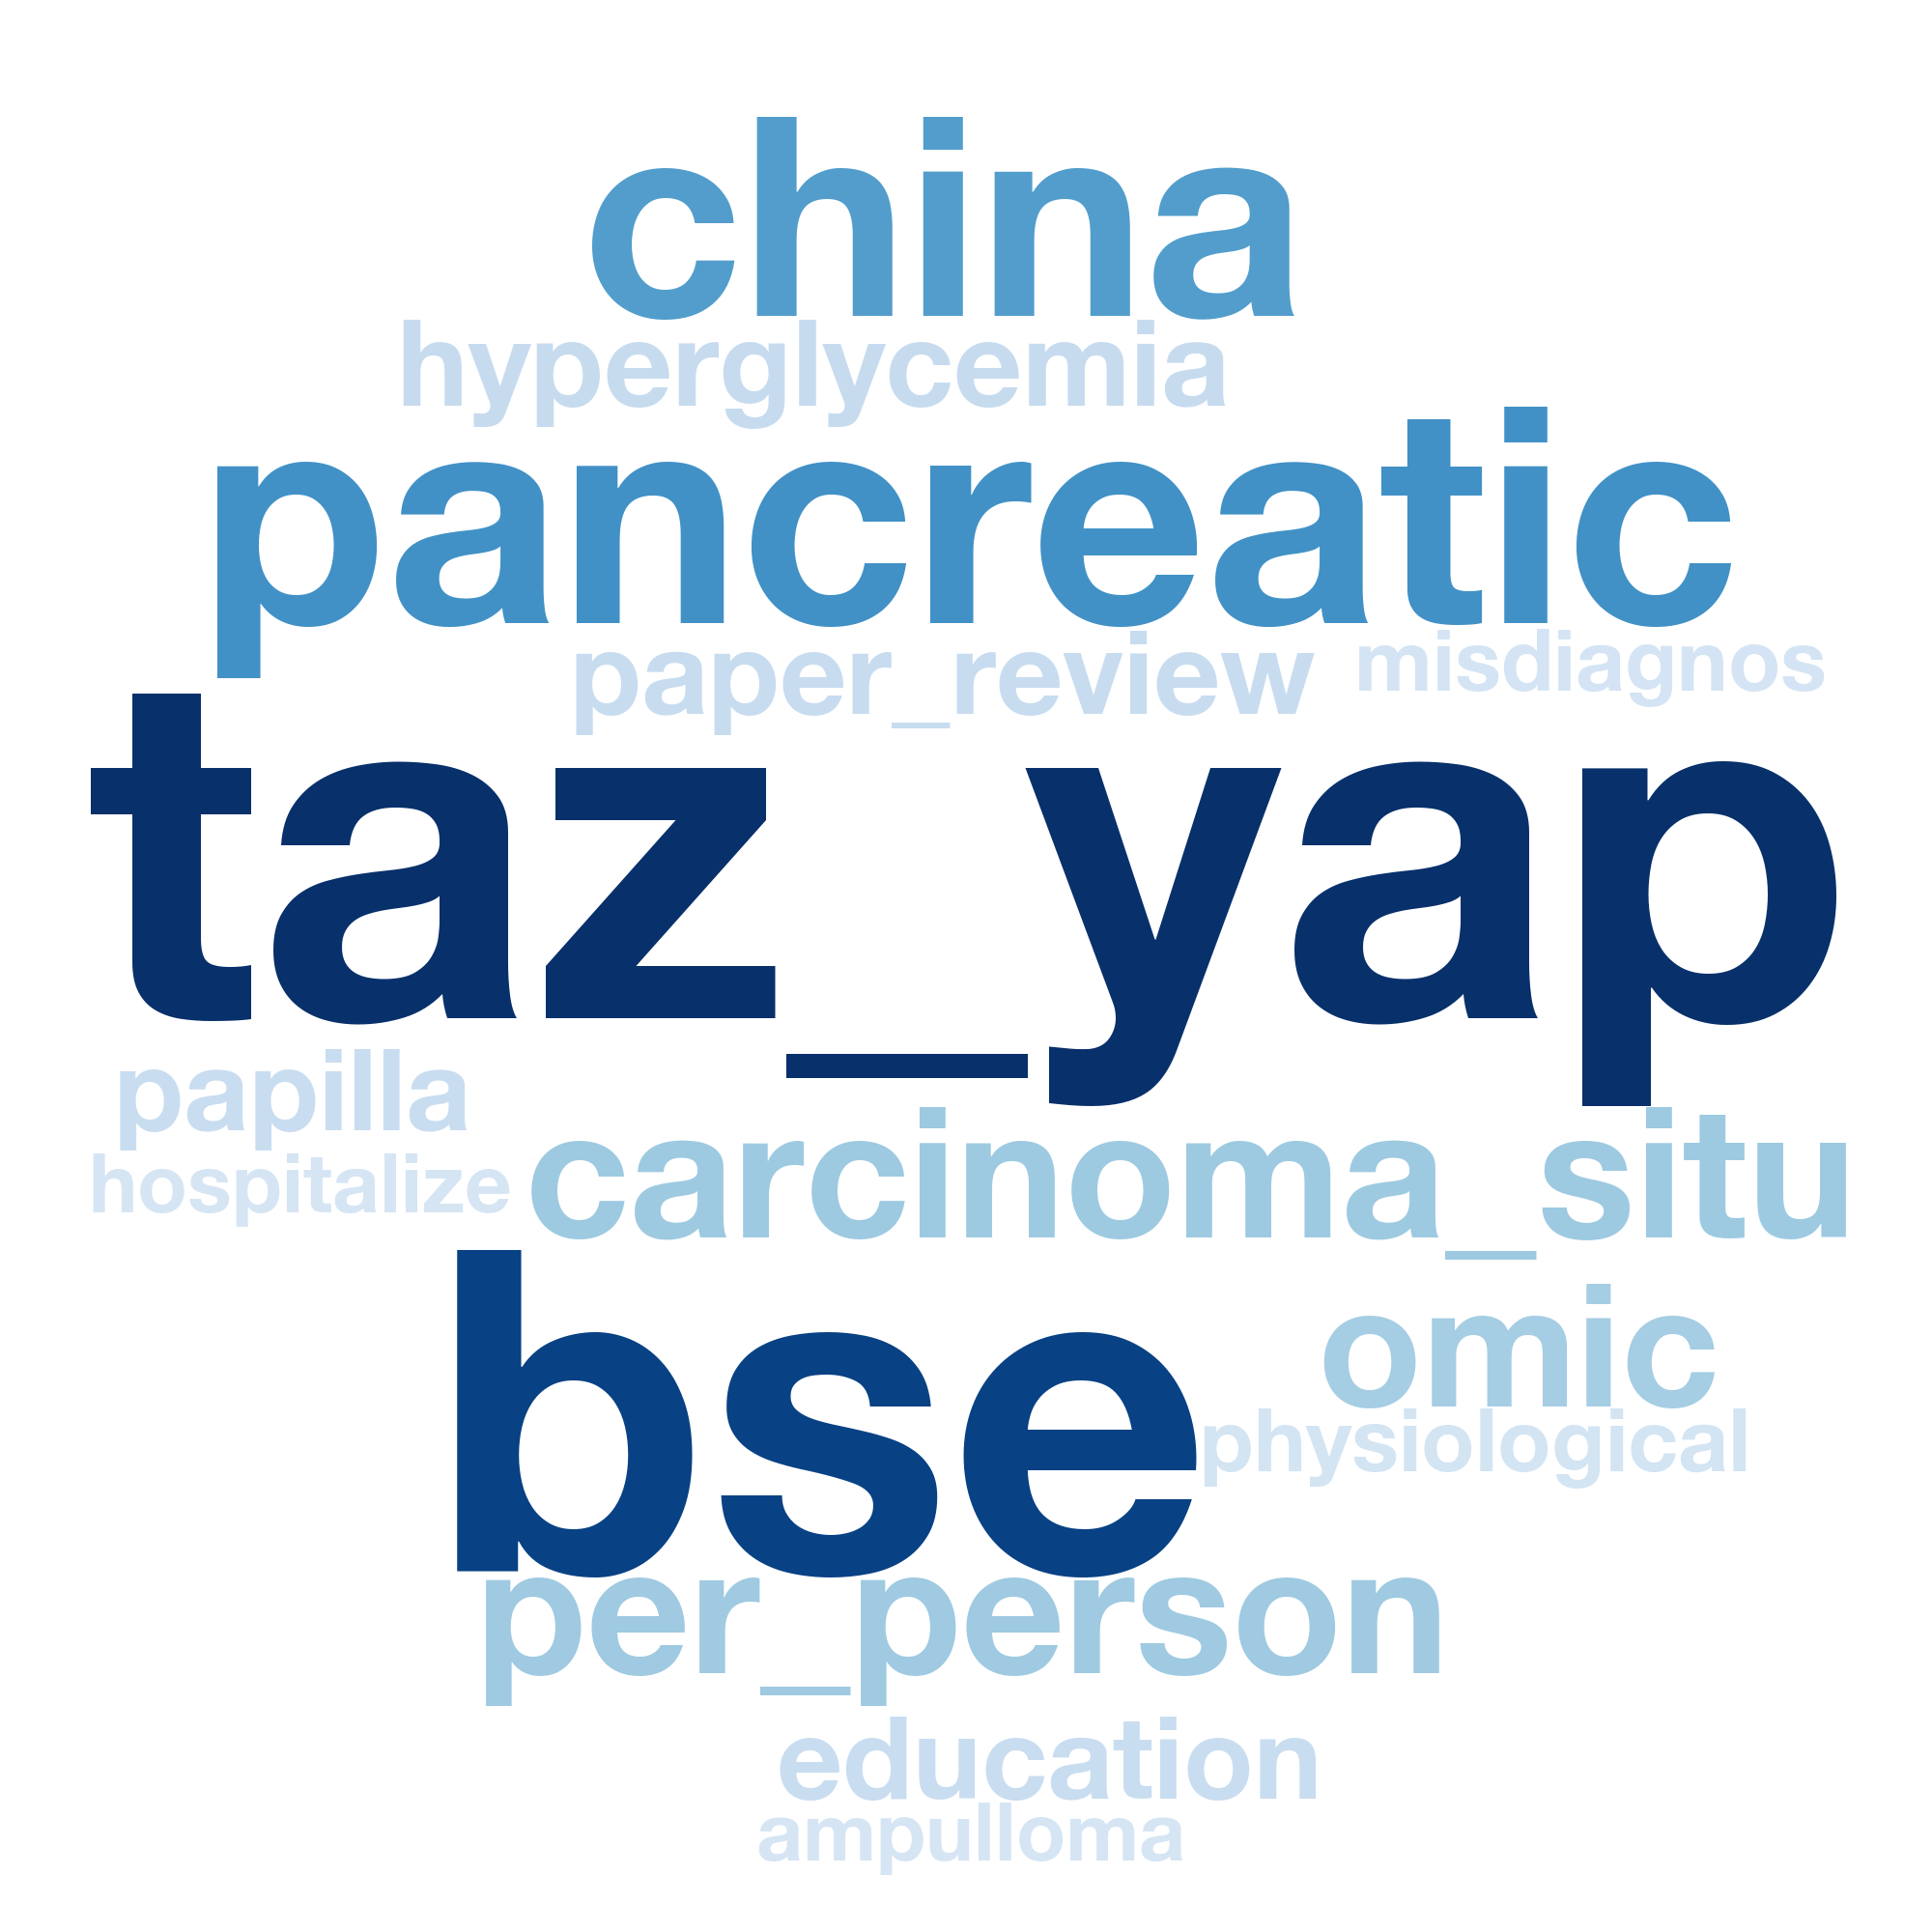 china
hyperglycemia
pancreatic
paper_review misdiagnos
taz_yap
papilla
hospitalize carcinoma_situ
omic
bse physiological
per_person
education
ampulloma